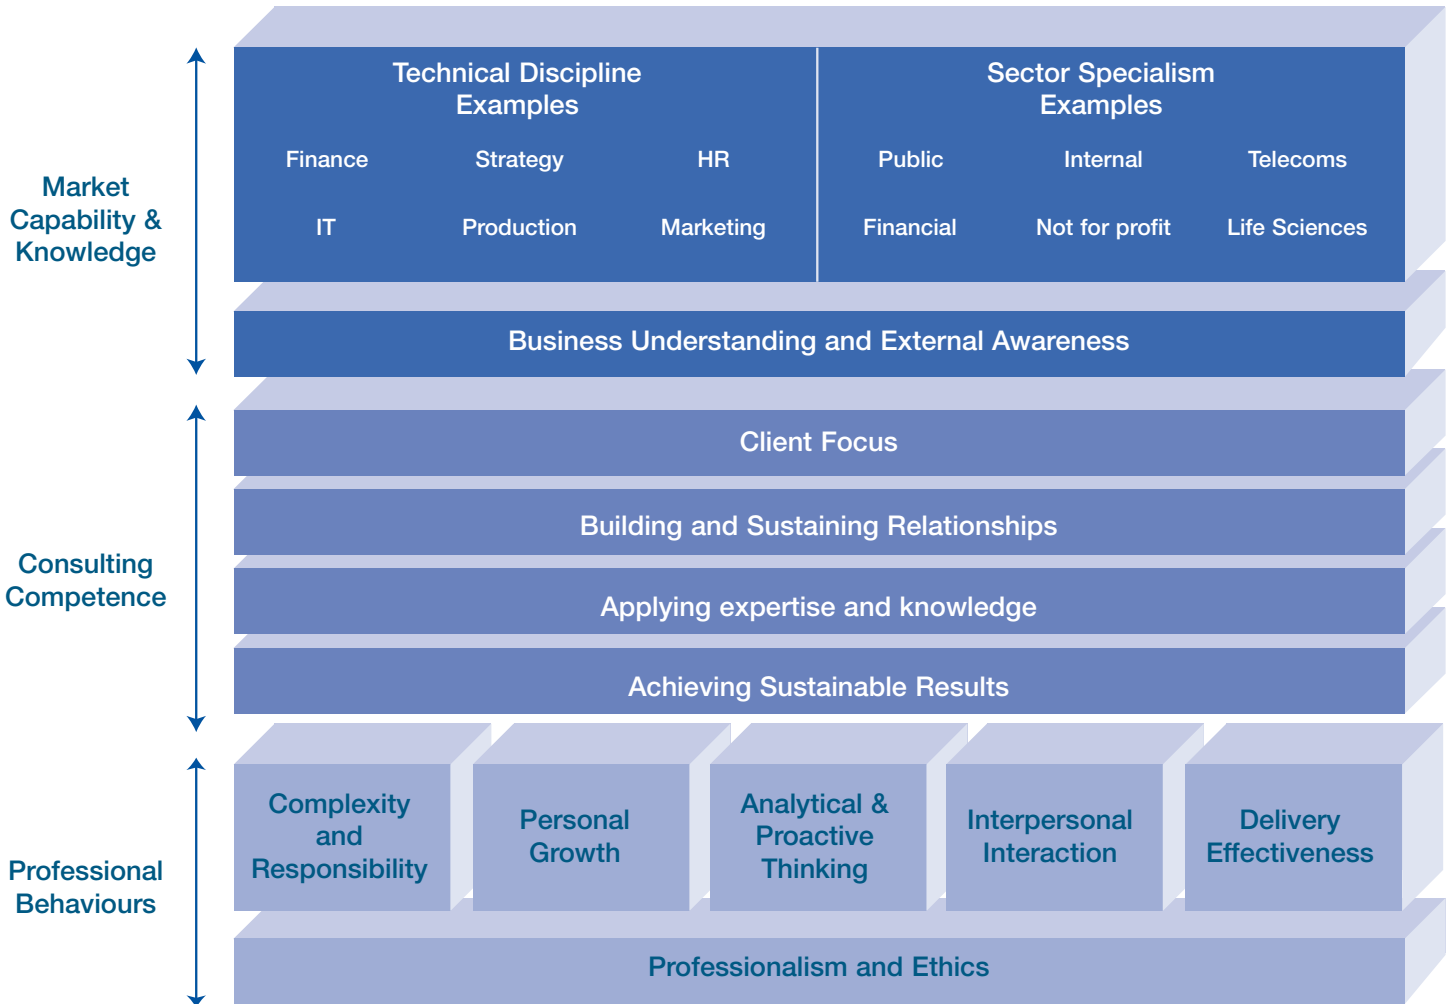 Technical Discipline
Examples
Sector Specialism
Examples
Finance Strategy HR Public Internal Telecoms
IT Production Marketing Financial Not for profit Life Sciences
Market
Capability &
Knowledge
Business Understanding and External Awareness
Client Focus
Building and Sustaining Relationships
Consulting
Competence
Applying expertise and knowledge
Achieving Sustainable Results
Professional
Behaviours
Complexity
and
Responsibility
Personal
Growth
Analytical &
Proactive
Thinking
Interpersonal
Interaction
Delivery
Effectiveness
Professionalism and Ethics